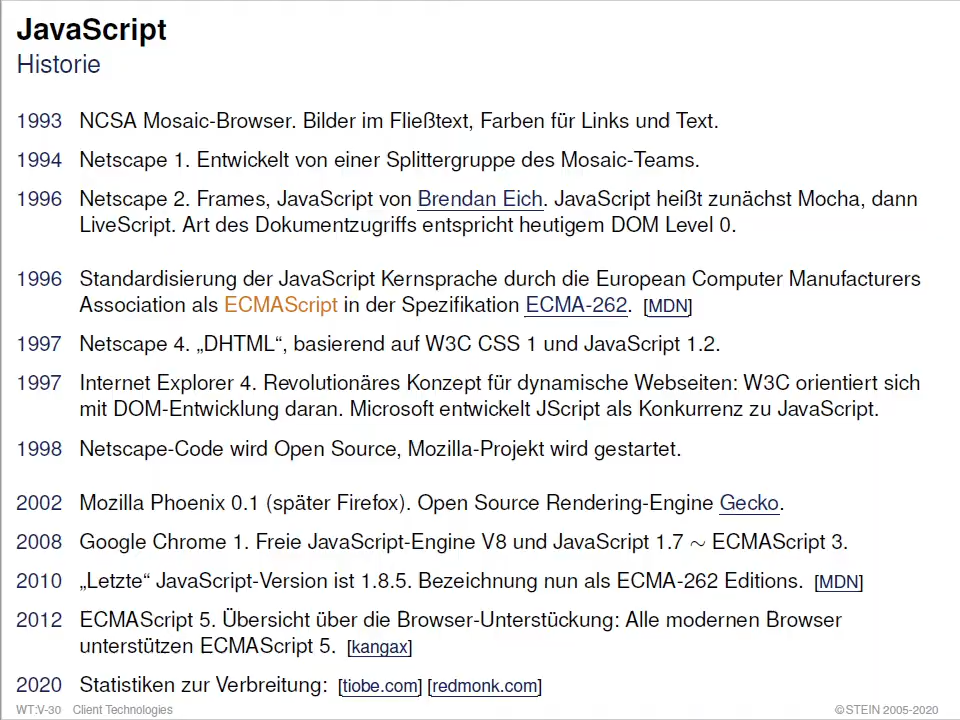 JavaScript
Historie
1993 NCSA Mosaic-Browser. Bilder im Fließtext, Farben für Links und Text.
1994 Netscape 1. Entwickelt von einer Splittergruppe des Mosaic-Teams.
1996 Netscape 2. Frames, JavaScript von Brendan Eich. JavaScript heißt zunächst Mocha, dann
LiveScript. Art des Dokumentzugriffs entspricht heutigem DOM Level 0.
1996 Standardisierung der JavaScript Kernsprache durch die European Computer Manufacturers
Association als ECMAScript in der Spezifikation ECMA-262. [MDN]
1997 Netscape 4. „DHTML“, basierend auf W3C CSS 1 und JavaScript 1.2.
1997 Internet Explorer 4. Revolutionäres Konzept für dynamische Webseiten: W3C orientiert sich
mit DOM-Entwicklung daran. Microsoft entwickelt JScript als Konkurrenz zu JavaScript.
1998 Netscape-Code wird Open Source, Mozilla-Projekt wird gestartet.
2002 Mozilla Phoenix 0.1 (später Firefox). Open Source Rendering-Engine Gecko.
2008 Google Chrome 1. Freie JavaScript-Engine V8 und JavaScript 1.7 ~ ECMAScript 3.
2010 „Letzte“ JavaScript-Version ist 1.8.5. Bezeichnung nun als ECMA-262 Editions. [MDN]
2012 ECMAScript 5. Übersicht über die Browser-Unterstückung: Alle modernen Browser
unterstützen ECMAScript 5. [kangax]
2020 Statistiken zur Verbreitung: [tiobe.com] [redmonk.com]
WT:V-30 Client Technologies ©STEIN 2005-2020